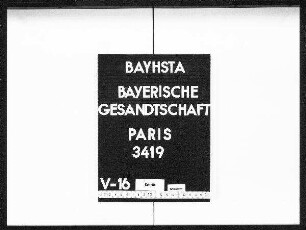 BAYHSTA
BAYERISCHE
GESANDTSCHAFT
PARIS
3419
V-16